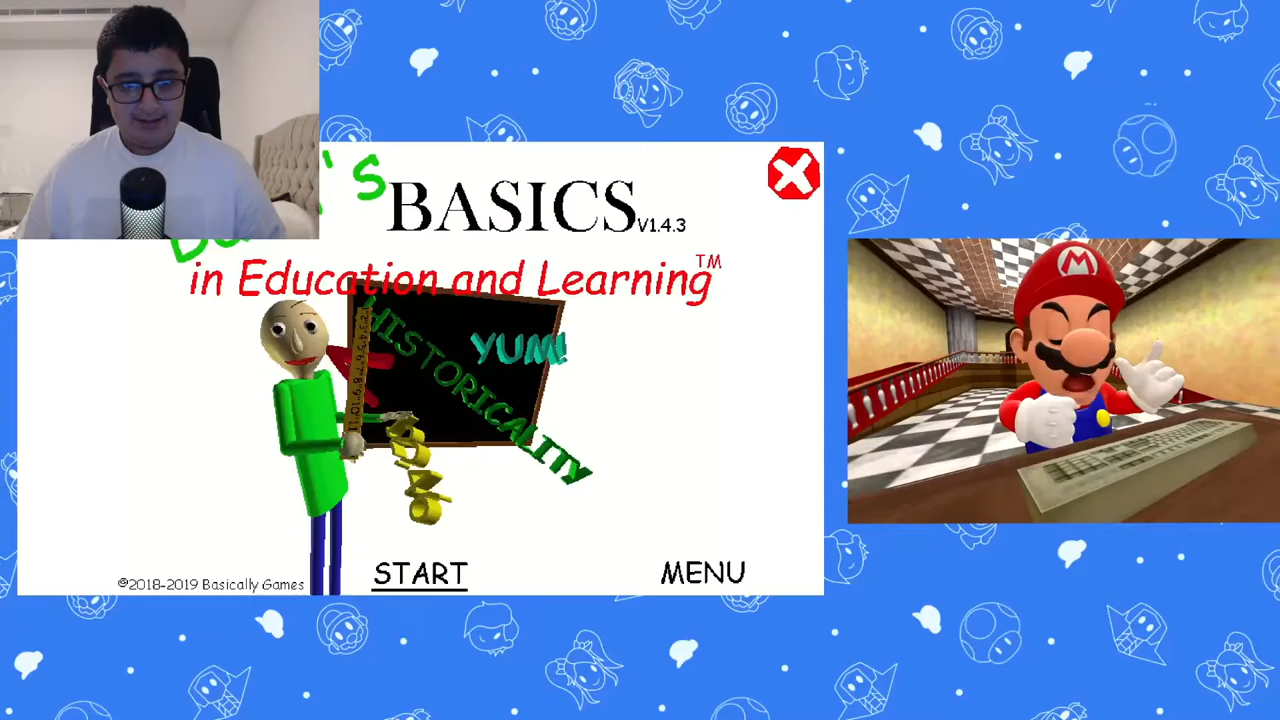 's
BASICS V1.4.3
in Education and Learning™
HISTORICALITY
YUM!
START
MENU
©2018-2019 Basically Games